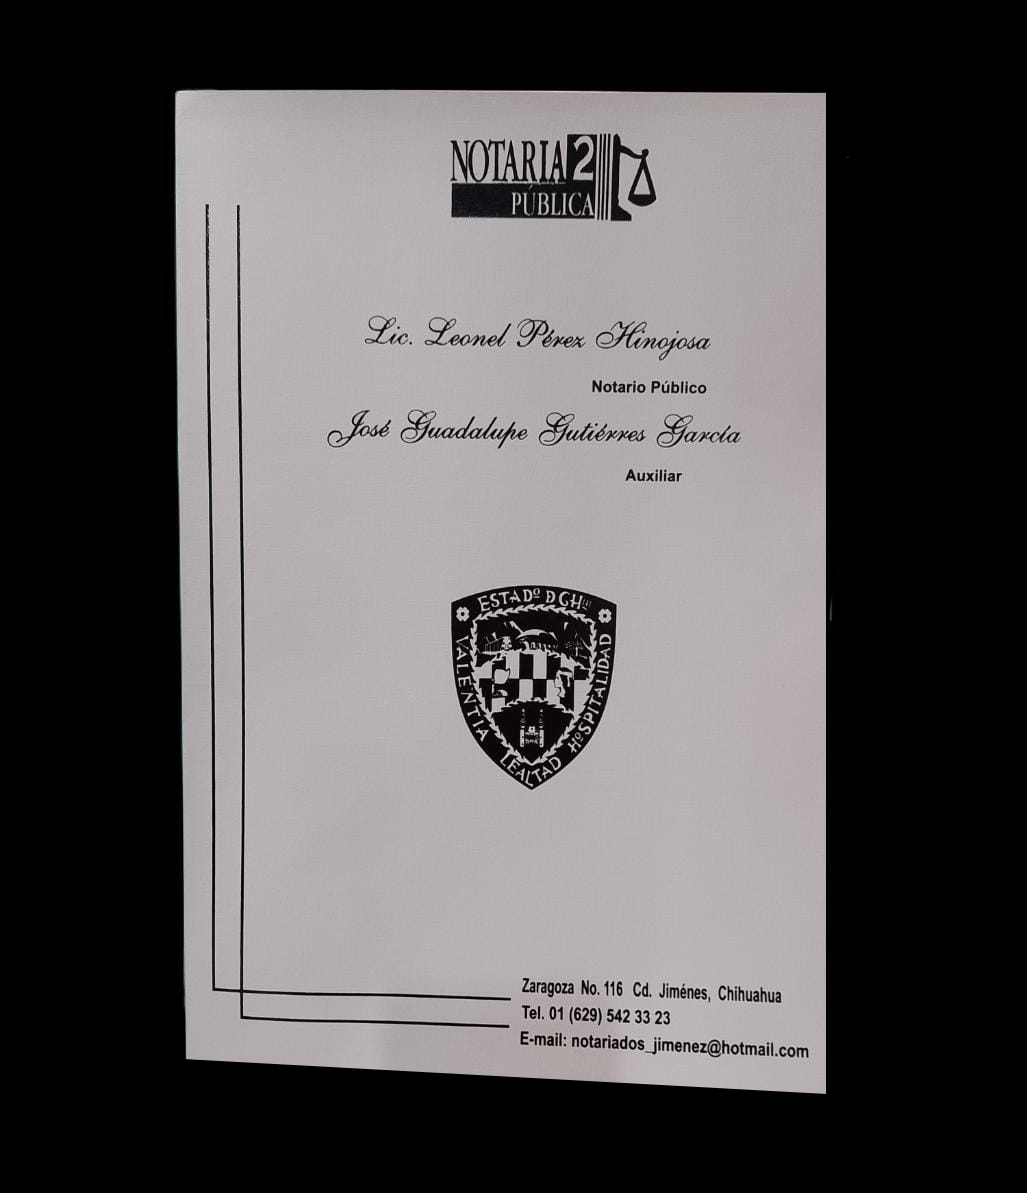 NOTARIA 2
PÚBLICA
Lic. Leonel Pérez Hinojosa
Notario Público
José Guadalupe Gutiérres García
Auxiliar
ESTADº DCHIH
VALENTIA
LEALTAD
HºSPITALIDAD
Zaragoza No. 116 Cd. Jiménes, Chihuahua
Tel. 01 (629) 542 33 23
E-mail: notariados_jimenez@hotmail.com